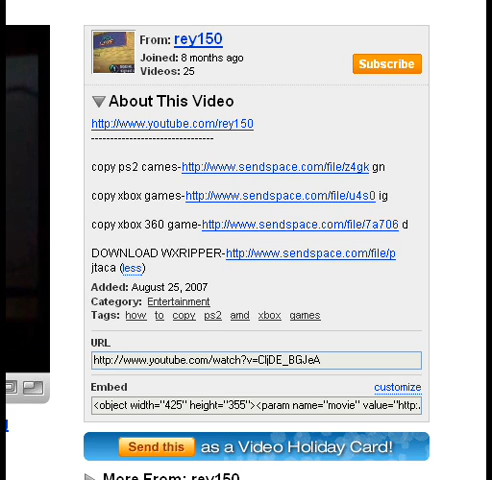 From: rey150
Joined: 8 months ago
Videos: 25
Subscribe
About This Video
http://www.youtube.com/rey150
--------------------------------
copy ps2 cames-http://www.sendspace.com/file/z4gk gn
copy xbox games-http://www.sendspace.com/file/u4s0 ig
copy xbox 360 game-http://www.sendspace.com/file/7a706 d
DOWNLOAD WXRIPPER-http://www.sendspace.com/file/p
jtaca (less)
Added: August 25, 2007
Category: Entertainment
Tags: how to copy ps2 amd xbox games
URL
http://www.youtube.com/watch?v=CljDE_BGJeA
Embed customize
<object width="425" height="355"><param name="movie" value="http:.
Send this as a Video Holiday Card!
More From: rey150